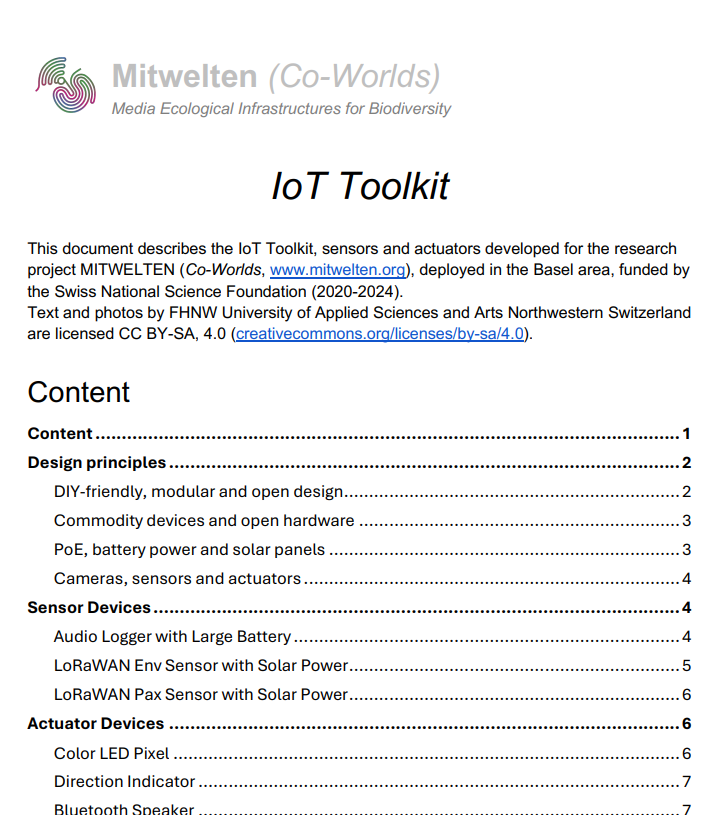 Mitwelten (Co-Worlds)
Media Ecological Infrastructures for Biodiversity
IoT Toolkit
This document describes the IoT Toolkit, sensors and actuators developed for the research
project MITWELTEN (Co-Worlds, www.mitwelten.org), deployed in the Basel area, funded by
the Swiss National Science Foundation (2020-2024).
Text and photos by FHNW University of Applied Sciences and Arts Northwestern Switzerland
are licensed CC BY-SA, 4.0 (creativecommons.org/licenses/by-sa/4.0).
Content
Content ........ 1
Design principles ........ 2
DIY-friendly, modular and open design ........ 2
Commodity devices and open hardware ........ 3
PoE, battery power and solar panels ........ 3
Cameras, sensors and actuators ........ 4
Sensor Devices ........ 4
Audio Logger with Large Battery ........ 4
LoRaWAN Env Sensor with Solar Power ........ 5
LoRaWAN Pax Sensor with Solar Power ........ 6
Actuator Devices ........ 6
Color LED Pixel ........ 6
Direction Indicator ........ 7
Bluetooth Speaker ........ 7